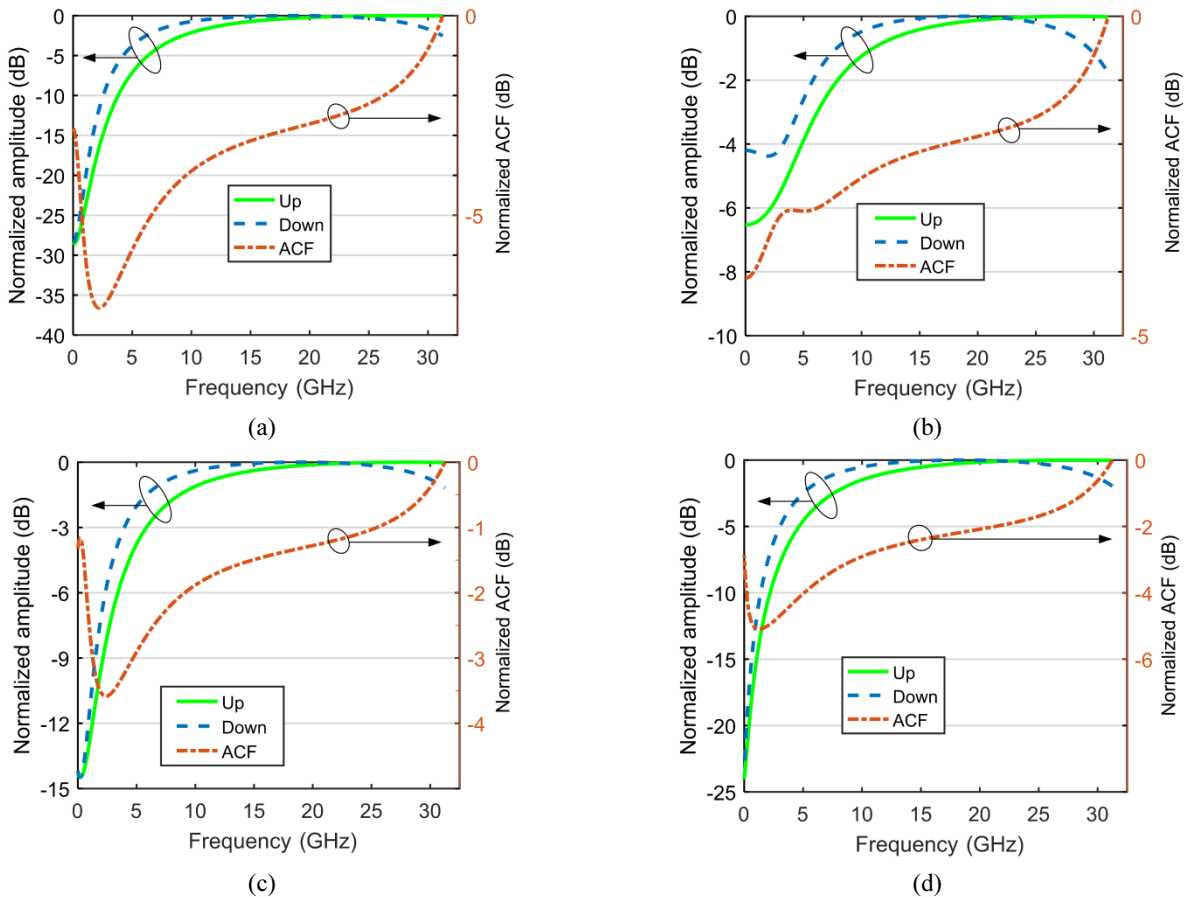 0
-5
-10
-15
-20
-25
-30
-35
-40
Normalized amplitude (dB)
0 5 10 15 20 25 30
Frequency (GHz)
0
-5
Normalized ACF (dB)
Up
Down
ACF
(a)
0
-2
-4
-6
-8
-10
Normalized amplitude (dB)
0 5 10 15 20 25 30
Frequency (GHz)
0
-5
Normalized ACF (dB)
Up
Down
ACF
(b)
0
-3
-6
-9
-12
-15
Normalized amplitude (dB)
0 5 10 15 20 25 30
Frequency (GHz)
0
-1
-2
-3
-4
Normalized ACF (dB)
Up
Down
ACF
(c)
0
-5
-10
-15
-20
-25
Normalized amplitude (dB)
0 5 10 15 20 25 30
Frequency (GHz)
0
-2
-4
-6
Normalized ACF (dB)
Up
Down
ACF
(d)